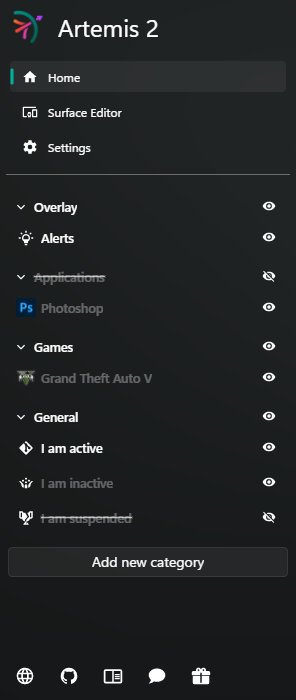 Artemis 2
Home
Surface Editor
Settings
Overlay
Alerts
Applications
Ps Photoshop
Games
Grand Theft Auto V
General
I am active
I am inactive
I am suspended
Add new category